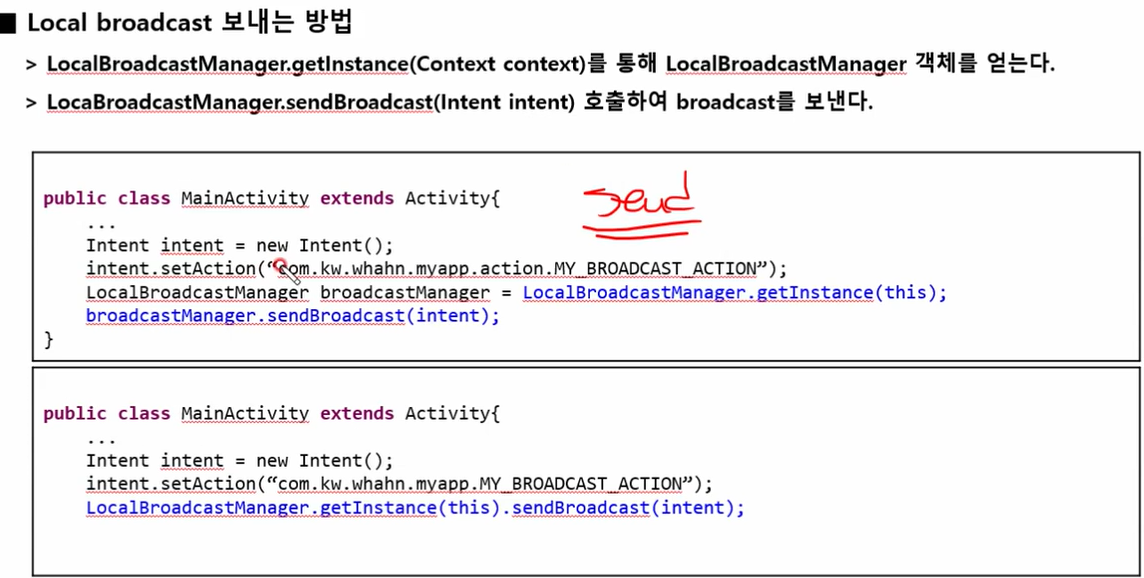 ■ Local broadcast 보내는 방법
> LocalBroadcastManager.getInstance(Context context)를 통해 LocalBroadcastManager 객체를 얻는다.
> LocaBroadcastManager.sendBroadcast(Intent intent) 호출하여 broadcast를 보낸다.
public class MainActivity extends Activity{
send
...
Intent intent = new Intent();
intent.setAction(“com.kw.whahn.myapp.action.MY_BROADCAST_ACTION”);
LocalBroadcastManager broadcastManager = LocalBroadcastManager.getInstance(this);
broadcastManager.sendBroadcast(intent);
}
public class MainActivity extends Activity{
...
Intent intent = new Intent();
intent.setAction(“com.kw.whahn.myapp.MY_BROADCAST_ACTION”);
LocalBroadcastManager.getInstance(this).sendBroadcast(intent);